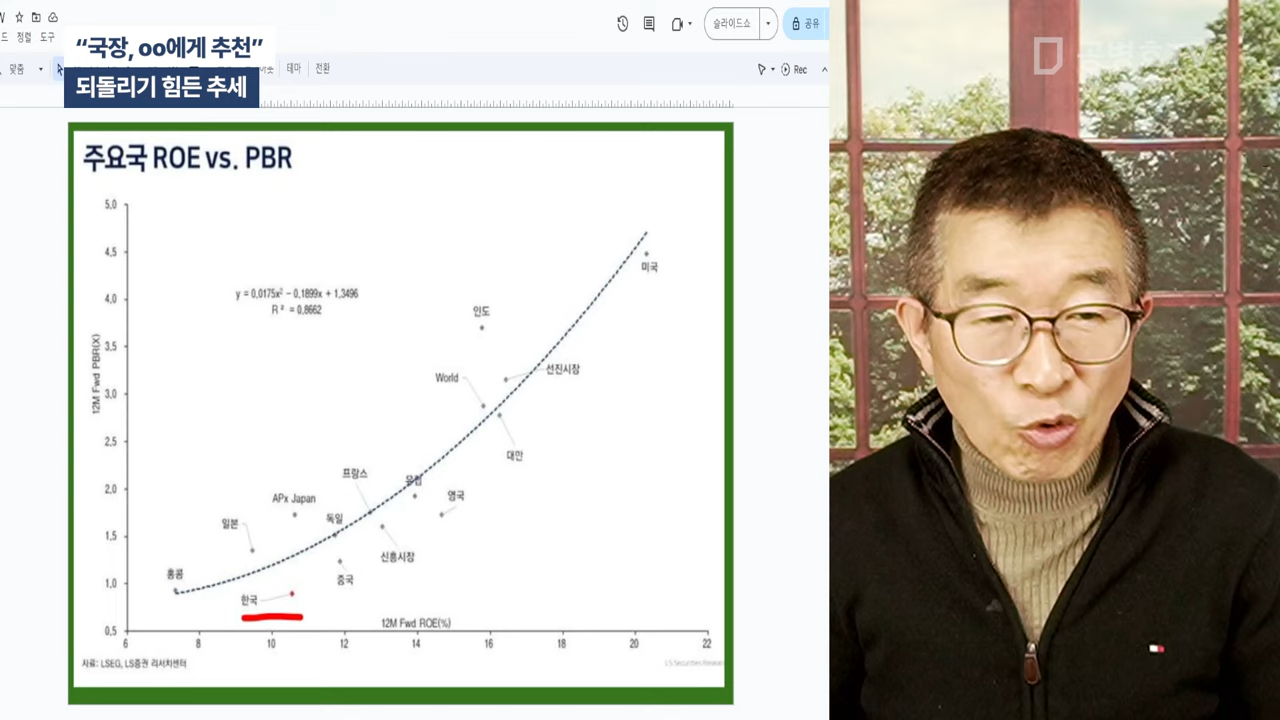 슬라이드쇼
공유
정렬 도구
“국장, oo에게 추천”
되돌리기 힘든 추세
맞춤
테마
전환
Rec
주요국 ROE vs. PBR
5.0
4.5
y = 0.0175x² − 0.1899x + 1.3496
R² = 0.8662
4.0
3.5
3.0
2.5
2.0
1.5
1.0
0.5
12M Fwd PBR(X)
미국
인도
선진시장
World
대만
프랑스
유럽
영국
APx Japan
독일
일본
신흥시장
중국
홍콩
한국
12M Fwd ROE(%)
6 8 10 12 14 16 18 20 22
자료: LSEG, LS증권 리서치센터